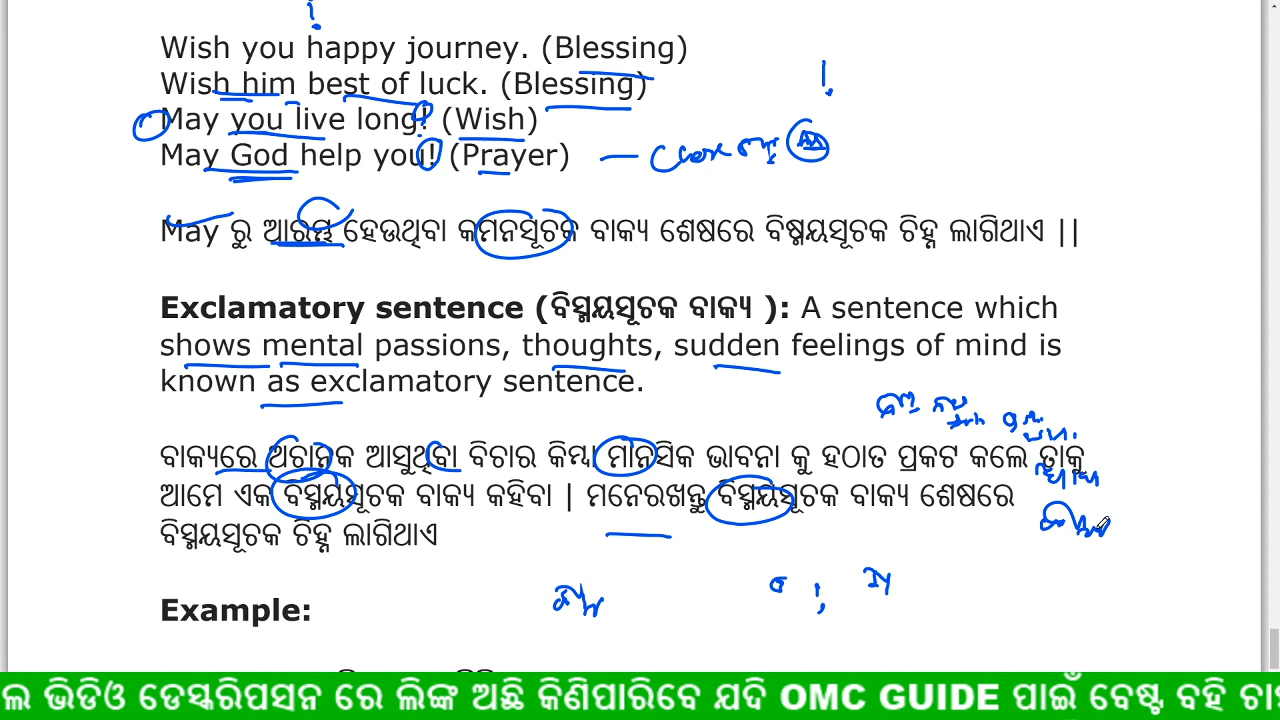 Wish you happy journey. (Blessing)
Wish him best of luck. (Blessing)
May you live long! (Wish)
May God help you! (Prayer)
May ରୁ ଆରମ୍ଭ ହେଉଥିବା କମନସୂଚକ ବାକ୍ୟ ଶେଷରେ ବିଷ୍ମୟସୂଚକ ଚିହ୍ନ ଲାଗିଥାଏ ||
Exclamatory sentence (ବିସ୍ମୟସୂଚକ ବାକ୍ୟ ): A sentence which
shows mental passions, thoughts, sudden feelings of mind is
known as exclamatory sentence.
ବାକ୍ୟରେ ଅଚାନକ ଆସୁଥିବା ବିଚାର କିମ୍ବା ମାନସିକ ଭାବନା କୁ ହଠାତ ପ୍ରକଟ କଲେ ତାକୁ
ଆମେ ଏକ ବିସ୍ମୟସୂଚକ ବାକ୍ୟ କହିବା | ମନେରଖନ୍ତୁ ବିସ୍ମୟସୂଚକ ବାକ୍ୟ ଶେଷରେ
ବିସ୍ମୟସୂଚକ ଚିହ୍ନ ଲାଗିଥାଏ
Example:
ଲ ଭିଡିଓ ଡେସ୍କରିପସନ ରେ ଲିଙ୍କ ଅଛି କିଣିପାରିବେ ଯଦି OMC GUIDE ପାଇଁ ବେଷ୍ଟ ବହି